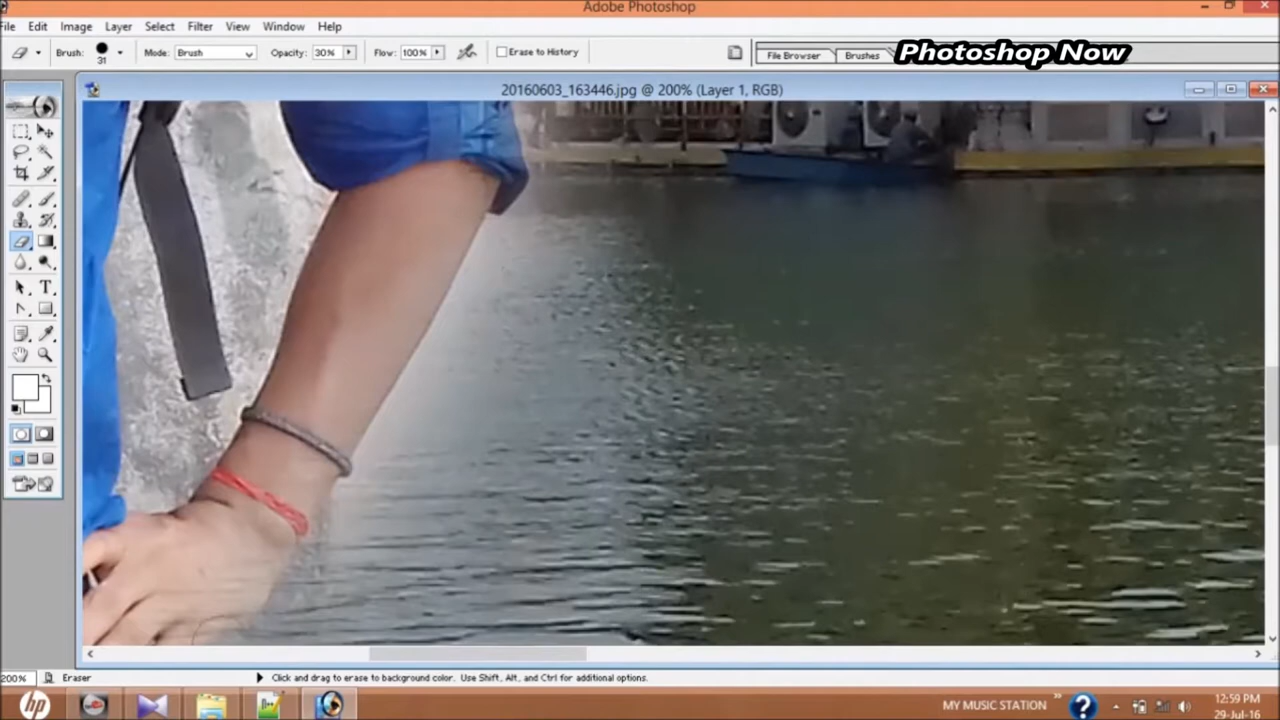 Adobe Photoshop
File Edit Image Layer Select Filter View Window Help
Brush: 31 Mode: Brush Opacity: 30% Flow: 100% Erase to History File Browser Brushes
Photoshop Now
20160603_163446.jpg @ 200% (Layer 1, RGB)
T
200% Eraser Click and drag to erase to background color. Use Shift, Alt, and Ctrl for additional options.
hp MY MUSIC STATION » ? 12:59 PM
29-Jul-16